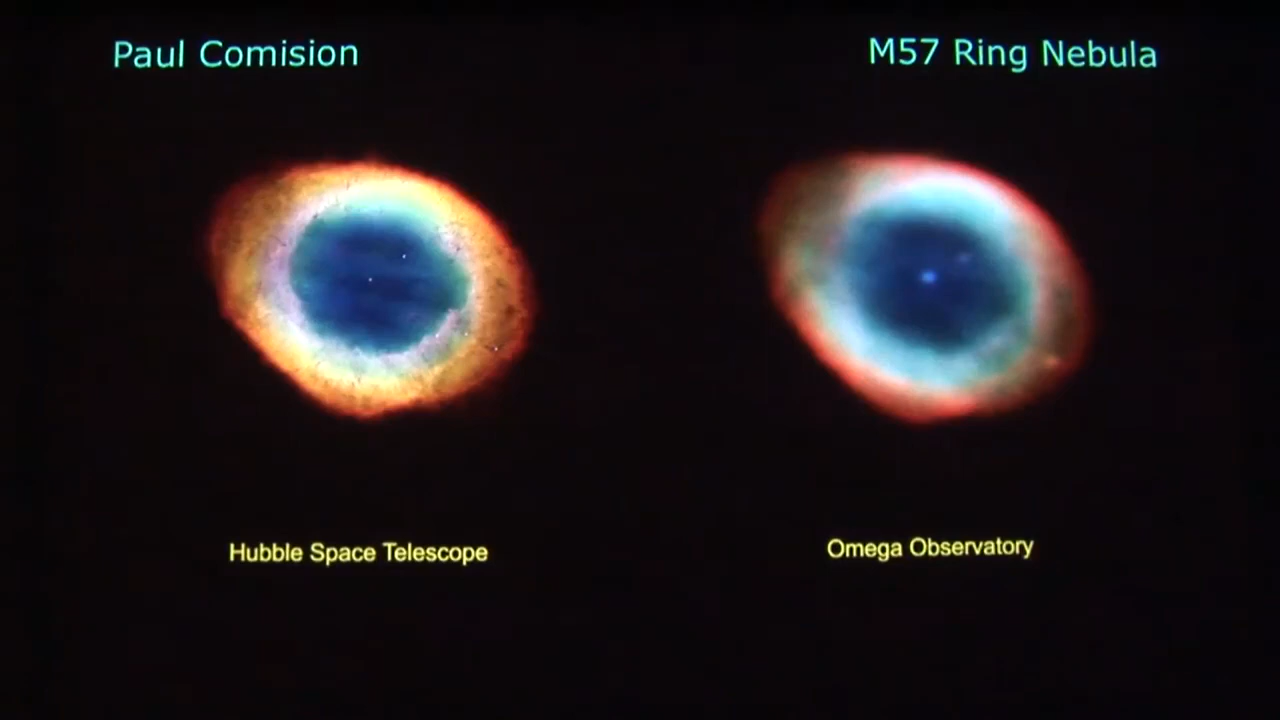 Paul Comision
M57 Ring Nebula
Hubble Space Telescope
Omega Observatory